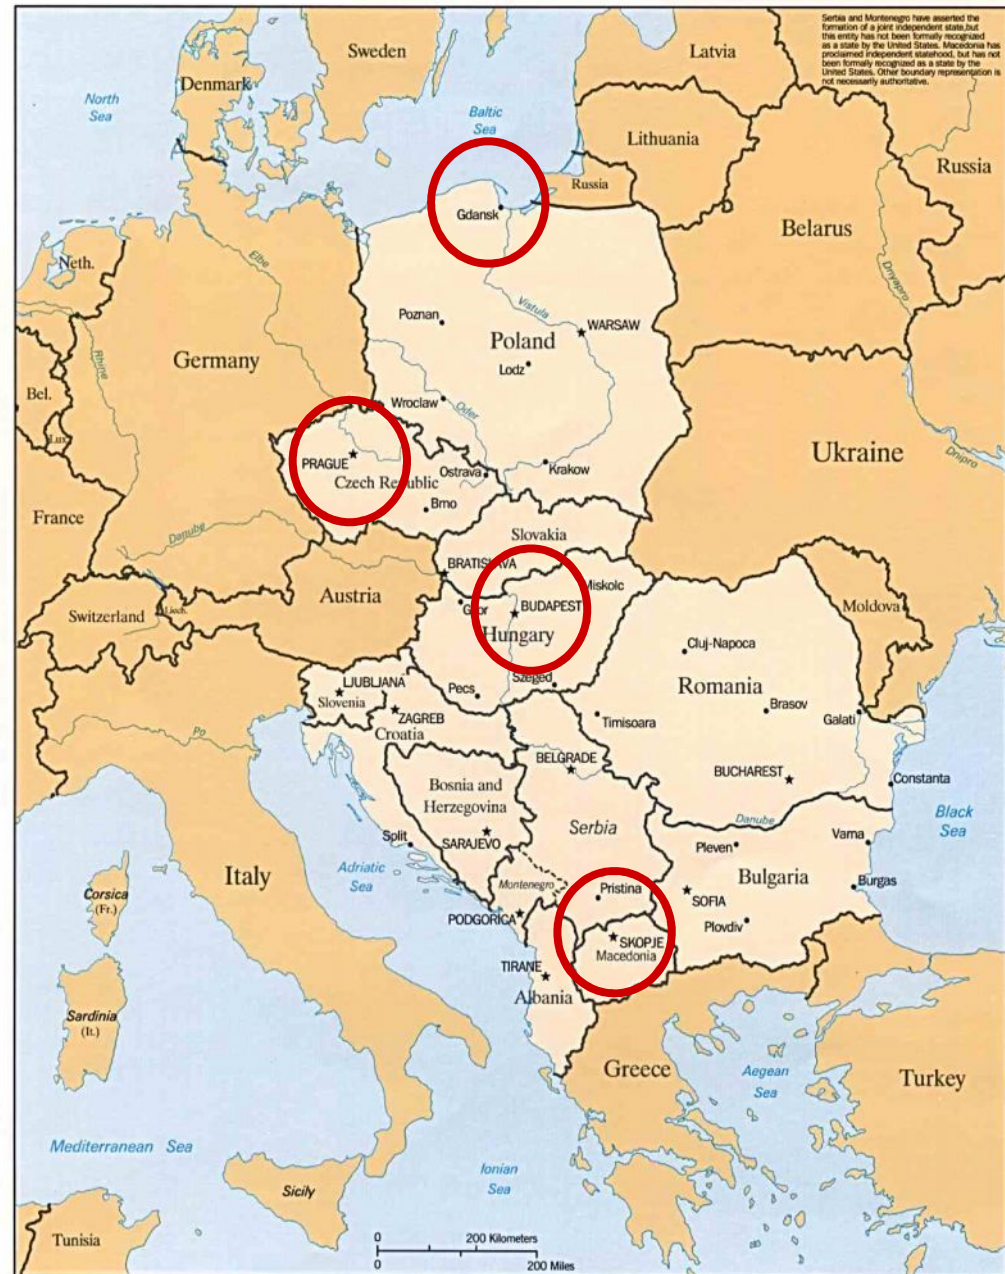 Serbia and Montenegro have asserted the
formation of a joint independent state, but
this entity has not been formally recognized
as a state by the United States. Macedonia has
proclaimed independent statehood, but has not
been formally recognized as a state by the
United States. Other boundary representation is
not necessarily authoritative.
Sweden
Latvia
Denmark
North
Sea
Baltic
Sea
Lithuania
Russia
Russia
Gdansk
Belarus
Neth.
Elbe
Dnyapro
Vistula
Poznan
WARSAW
Poland
Rhine
Germany
Lodz
Bel.
Wroclaw
Oder
Lux.
Ukraine
Dnipro
PRAGUE
Ostrava
Krakow
Czech Republic
Brno
France
Danube
Slovakia
BRATISLAVA
Miskolc
Austria
Gyor
BUDAPEST
Switzerland
Liech.
Moldova
Hungary
Cluj-Napoca
Szeged
LJUBLJANA
Pecs
Romania
Slovenia
ZAGREB
Brasov
Timisoara
Galati
Croatia
Po
BELGRADE
BUCHAREST
Constanta
Bosnia and
Herzegovina
Black
Sea
Danube
Serbia
Split
SARAJEVO
Pleven
Varna
Adriatic
Sea
Italy
Montenegro
Pristina
Bulgaria
Burgas
Corsica
(Fr.)
SOFIA
PODGORICA
Plovdiv
SKOPJE
Macedonia
TIRANE
Albania
Sardinia
(It.)
Greece
Aegean
Sea
Turkey
Mediterranean Sea
Ionian
Sea
Sicily
Tunisia
0 200 Kilometers
0 200 Miles